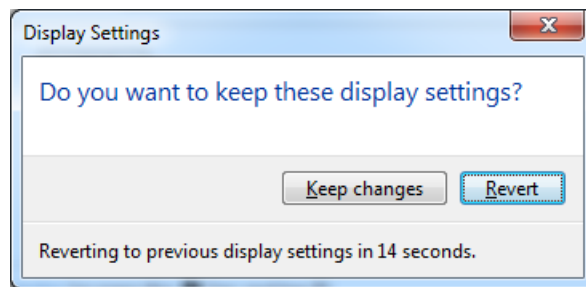 Display Settings
Do you want to keep these display settings?
Keep changes Revert
Reverting to previous display settings in 14 seconds.